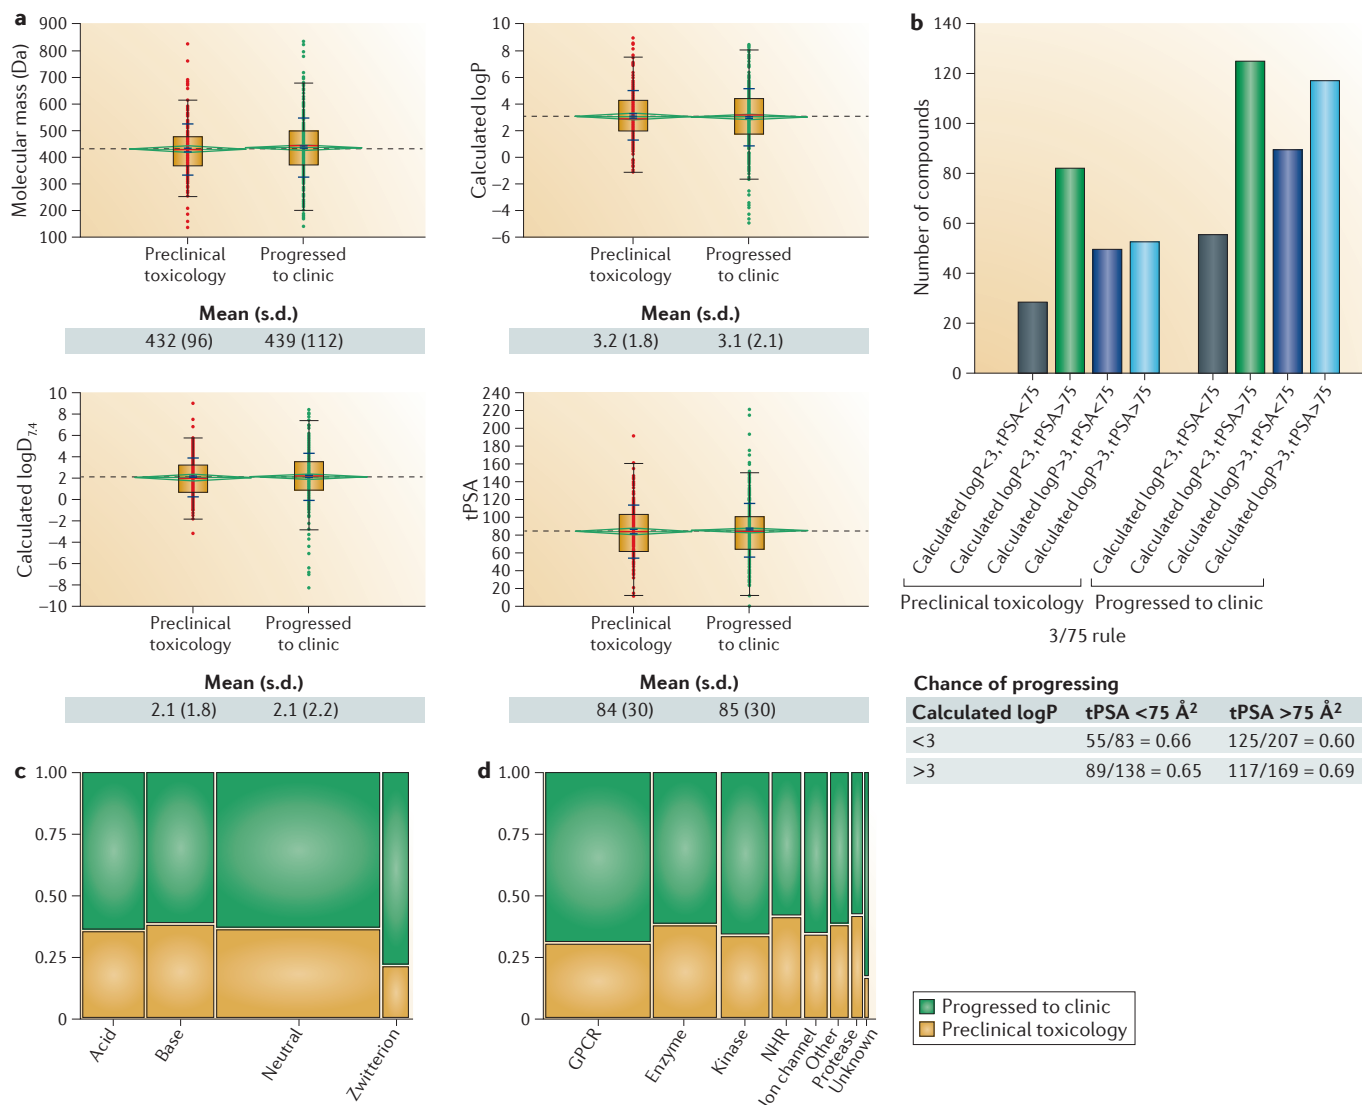 a
Molecular mass (Da)
900
800
700
600
500
400
300
200
100
Preclinical
toxicology
Progressed
to clinic
Mean (s.d.)
432 (96) 439 (112)
Calculated logP
10
8
6
4
2
0
−2
−4
−6
Preclinical
toxicology
Progressed
to clinic
Mean (s.d.)
3.2 (1.8) 3.1 (2.1)
Calculated logD7.4
10
8
6
4
2
0
−2
−4
−6
−8
−10
Preclinical
toxicology
Progressed
to clinic
Mean (s.d.)
2.1 (1.8) 2.1 (2.2)
tPSA
240
220
200
180
160
140
120
100
80
60
40
20
0
Preclinical
toxicology
Progressed
to clinic
Mean (s.d.)
84 (30) 85 (30)
b
Number of compounds
140
120
100
80
60
40
20
0
Calculated logP<3, tPSA<75
Calculated logP<3, tPSA>75
Calculated logP>3, tPSA<75
Calculated logP>3, tPSA>75
Calculated logP<3, tPSA<75
Calculated logP<3, tPSA>75
Calculated logP>3, tPSA<75
Calculated logP>3, tPSA>75
Preclinical toxicology Progressed to clinic
3/75 rule
Chance of progressing
Calculated logP tPSA <75 Å² tPSA >75 Å²
<3 55/83 = 0.66 125/207 = 0.60
>3 89/138 = 0.65 117/169 = 0.69
c
1.00
0.75
0.50
0.25
0
Acid
Base
Neutral
Zwitterion
d
1.00
0.75
0.50
0.25
0
GPCR
Enzyme
Kinase
NHR
Ion channel
Other
Protease
Unknown
Progressed to clinic
Preclinical toxicology